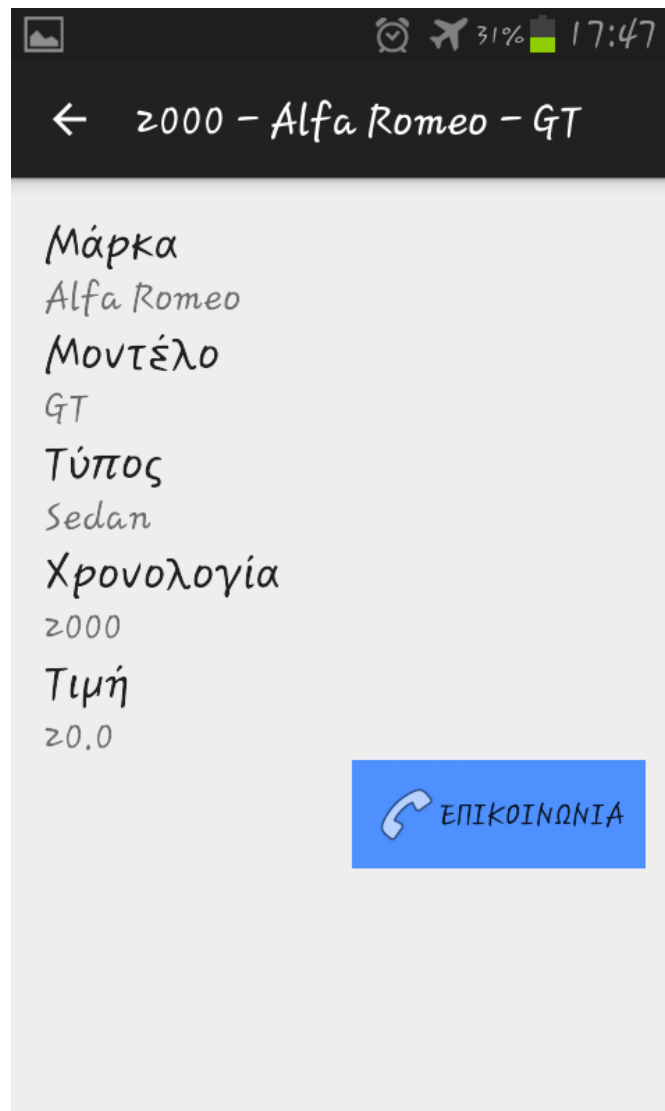 31% 17:47
2000 - Alfa Romeo - GT
Μάρκα
Alfa Romeo
Μοντέλο
GT
Τύπος
Sedan
Χρονολογία
2000
Τιμή
20.0
ΕΠΙΚΟΙΝΩΝΙΑ